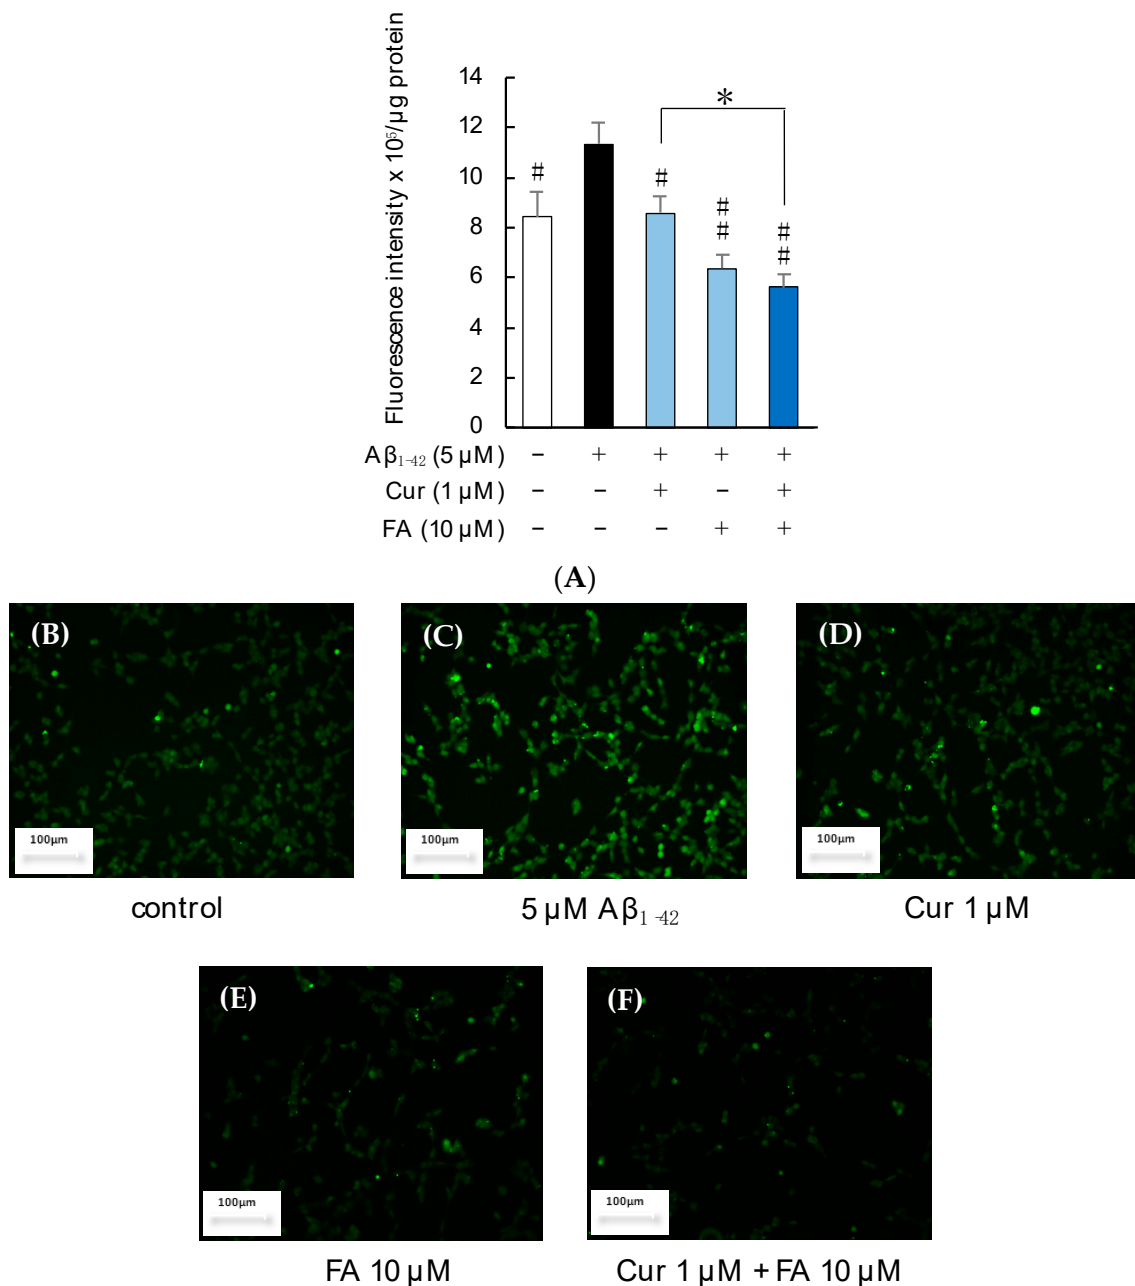 Fluorescence intensity x 10⁵/µg protein
14
12
10
8
6
4
2
0
*
#
#
#
#
#
#
Aβ₁₋₄₂ (5 µM) − + + + +
Cur (1 µM) − − + − +
FA (10 µM) − − − + +
(A)
(B)
100µm
control
(C)
100µm
5 µM Aβ₁₋₄₂
(D)
100µm
Cur 1 µM
(E)
100µm
FA 10 µM
(F)
100µm
Cur 1 µM + FA 10 µM